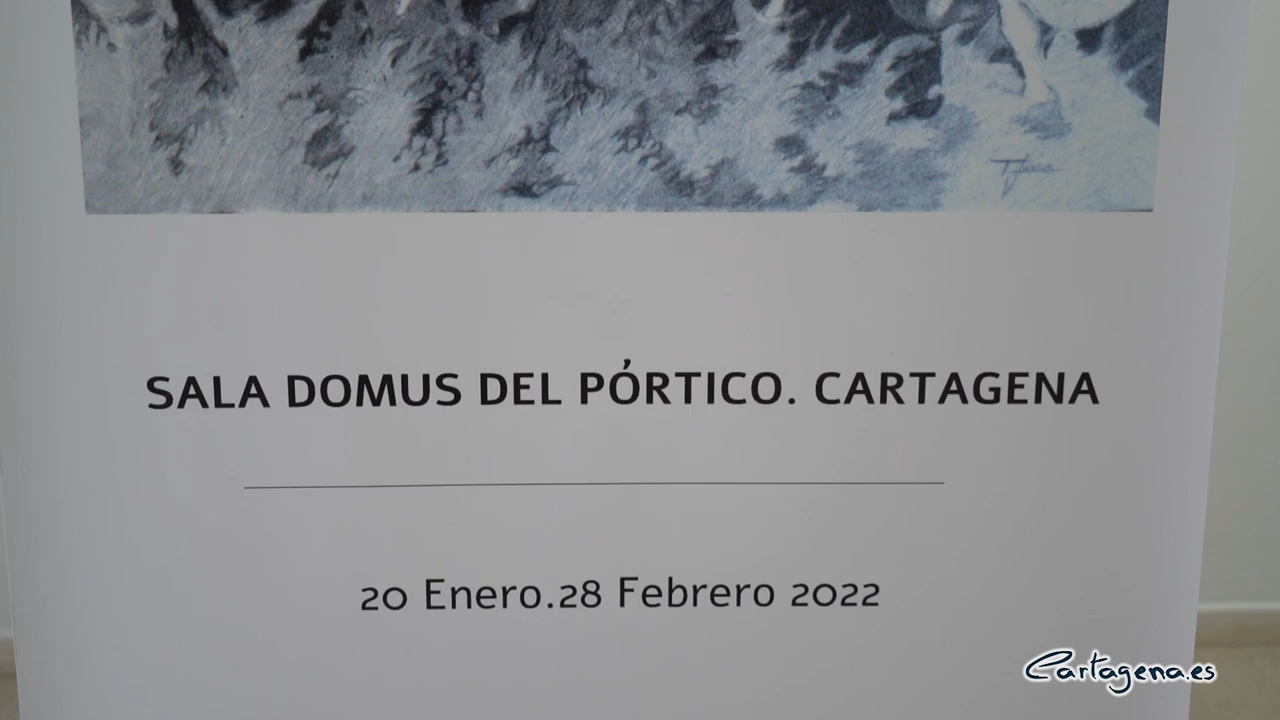 SALA DOMUS DEL PÓRTICO. CARTAGENA
20 Enero.28 Febrero 2022
Cartagena.es